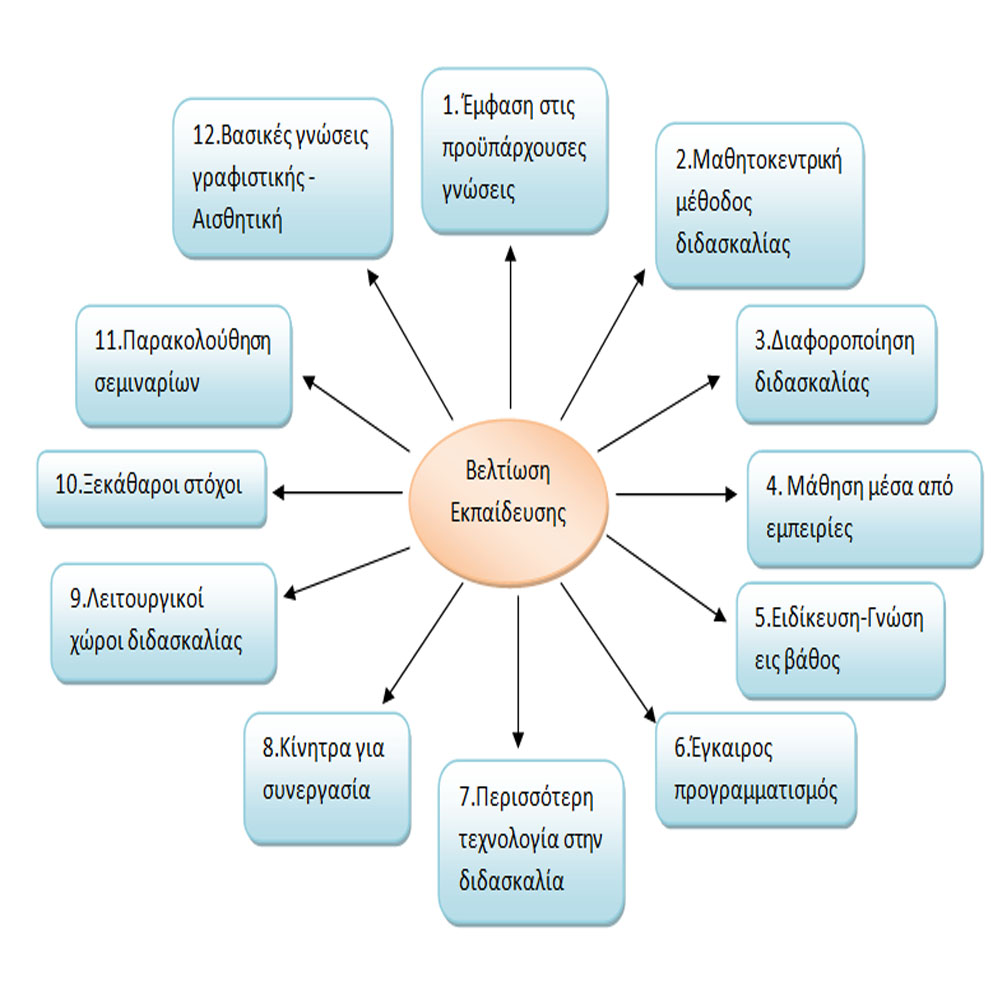 Βελτίωση
Εκπαίδευσης
1.Έμφαση στις
προϋπάρχουσες
γνώσεις
2.Μαθητοκεντρική
μέθοδος
διδασκαλίας
3.Διαφοροποίηση
διδασκαλίας
4. Μάθηση μέσα από
εμπειρίες
5.Ειδίκευση-Γνώση
εις βάθος
6.Έγκαιρος
προγραμματισμός
7.Περισσότερη
τεχνολογία στην
διδασκαλία
8.Κίνητρα για
συνεργασία
9.Λειτουργικοί
χώροι διδασκαλίας
10.Ξεκάθαροι στόχοι
11.Παρακολούθηση
σεμιναρίων
12.Βασικές γνώσεις
γραφιστικής -
Αισθητική